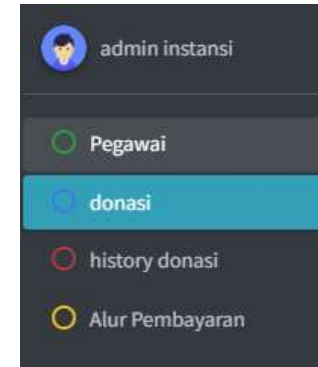 admin instansi
Pegawai
donasi
history donasi
Alur Pembayaran